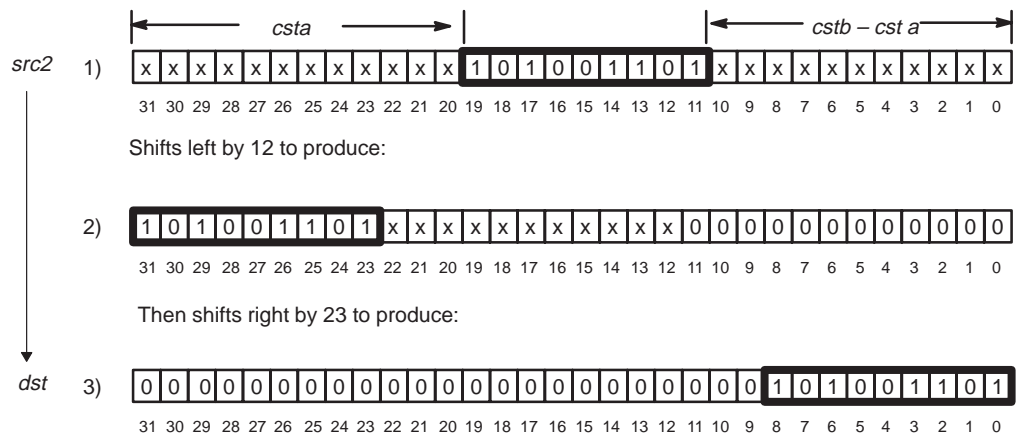 csta cstb – cst a
src2 1) x x x x x x x x x x x x 1 0 1 0 0 1 1 0 1 x x x x x x x x x x x
31 30 29 28 27 26 25 24 23 22 21 20 19 18 17 16 15 14 13 12 11 10 9 8 7 6 5 4 3 2 1 0
Shifts left by 12 to produce:
2) 1 0 1 0 0 1 1 0 1 x x x x x x x x x x x 0 0 0 0 0 0 0 0 0 0 0 0
31 30 29 28 27 26 25 24 23 22 21 20 19 18 17 16 15 14 13 12 11 10 9 8 7 6 5 4 3 2 1 0
Then shifts right by 23 to produce:
dst 3) 0 0 0 0 0 0 0 0 0 0 0 0 0 0 0 0 0 0 0 0 0 0 0 1 0 1 0 0 1 1 0 1
31 30 29 28 27 26 25 24 23 22 21 20 19 18 17 16 15 14 13 12 11 10 9 8 7 6 5 4 3 2 1 0